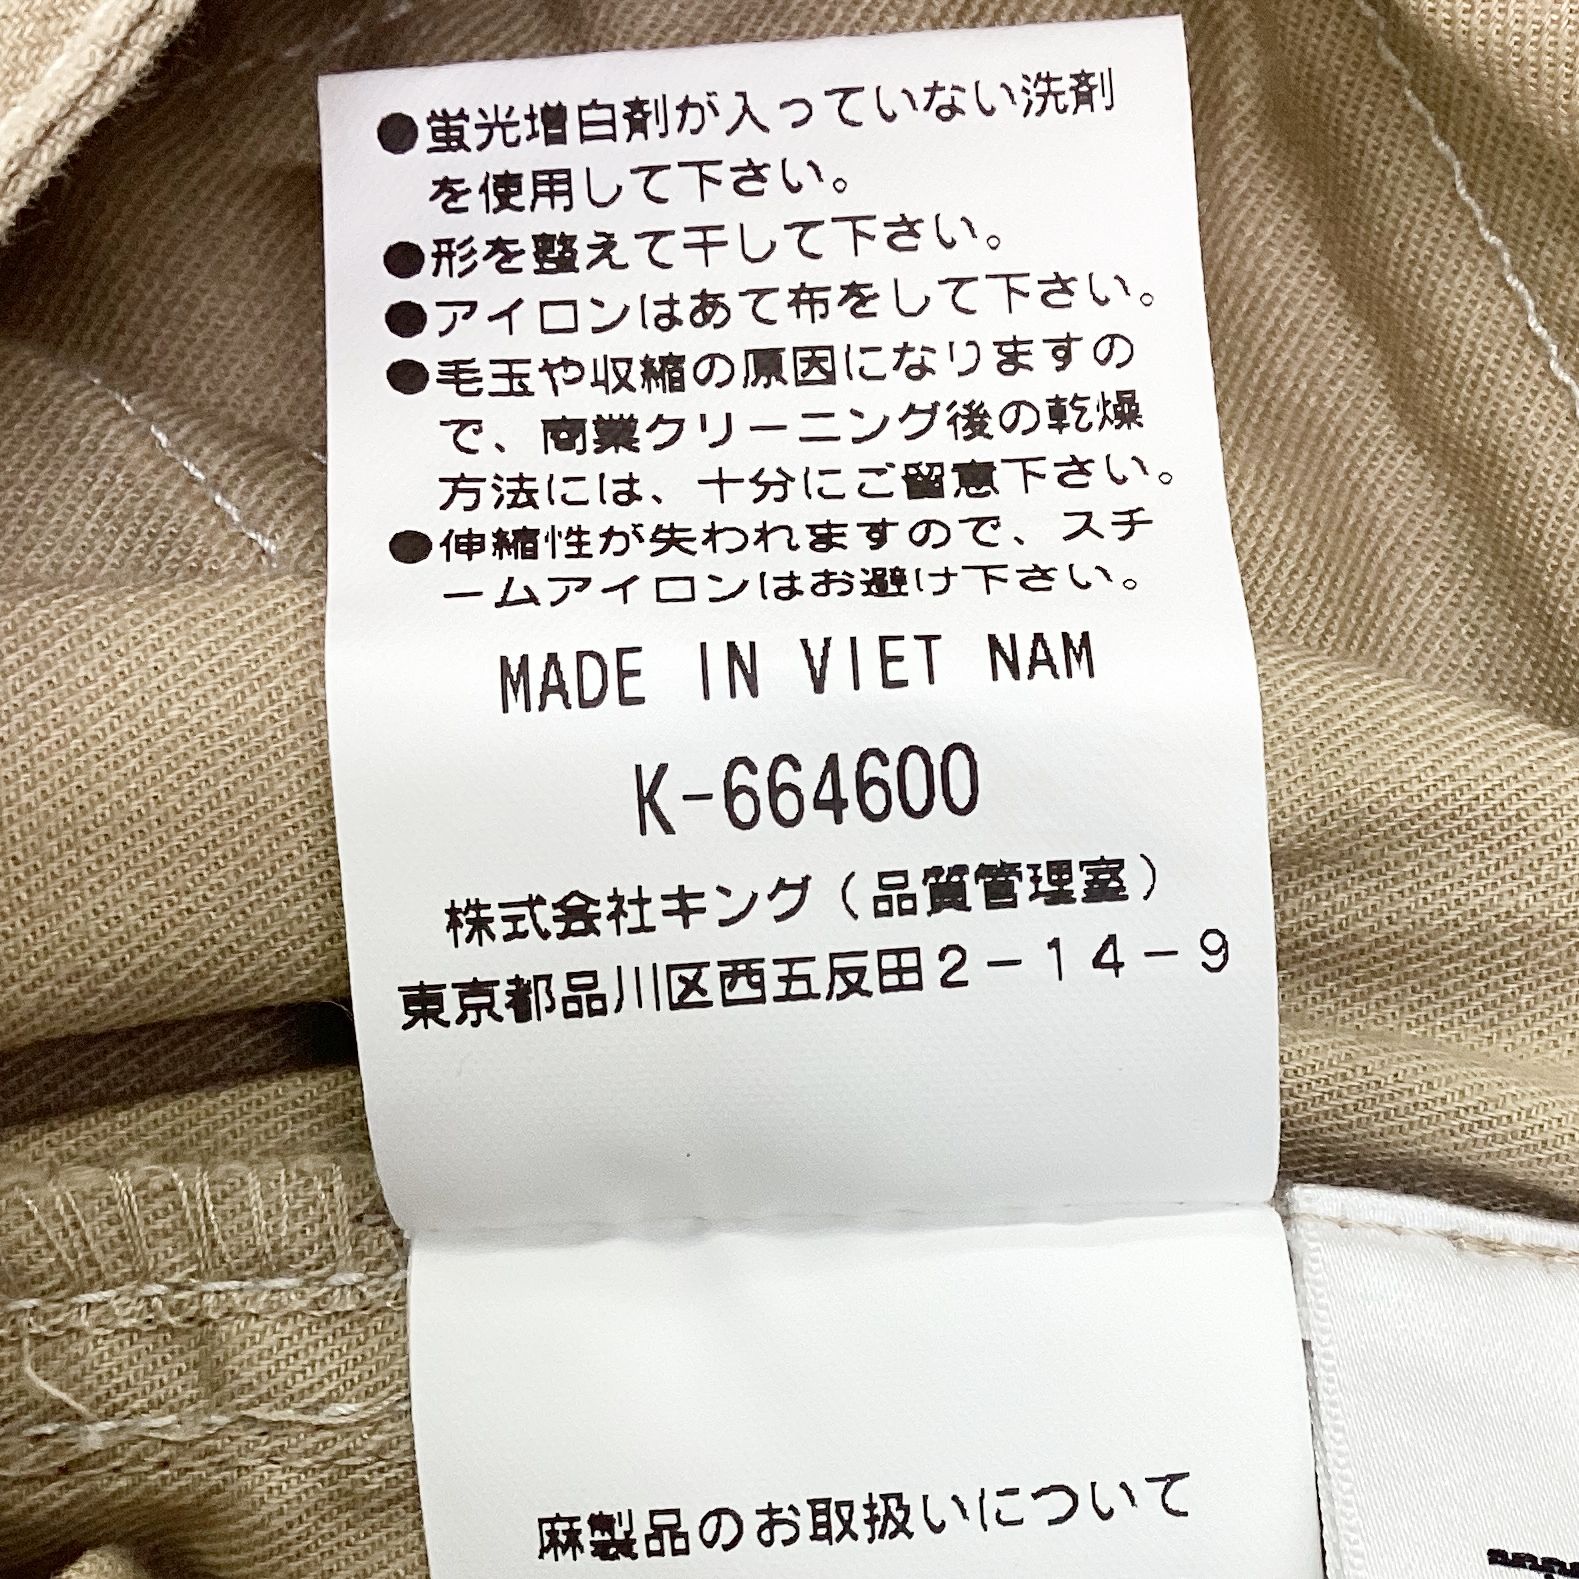 ●蛍光増白剤が入っていない洗剤
を使用して下さい。
●形を整えて干して下さい。
●アイロンはあて布をして下さい。
●毛玉や収縮の原因になりますの
で、商業クリーニング後の乾燥
方法には、十分にご留意下さい。
●伸縮性が失われますので、スチ
ームアイロンはお避け下さい。
MADE IN VIET NAM
K-664600
株式会社キング(品質管理室)
東京都品川区西五反田2-14-9
麻製品のお取扱いについて